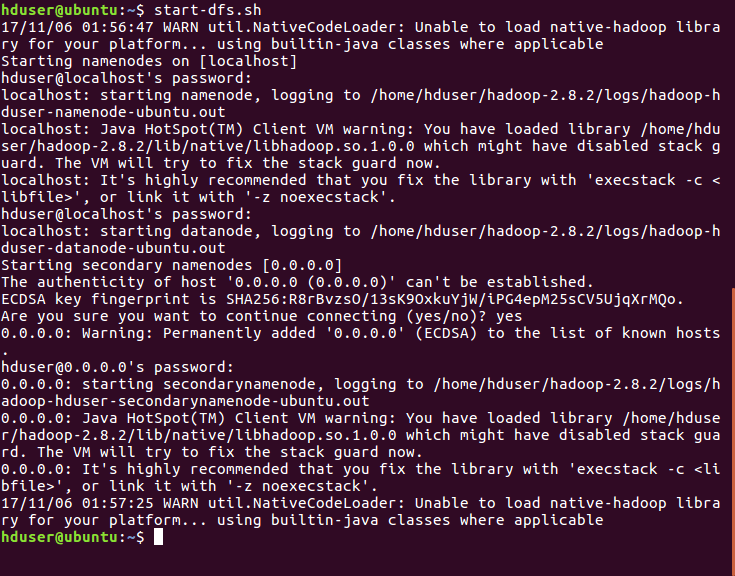 hduser@ubuntu:~$ start-dfs.sh
17/11/06 01:56:47 WARN util.NativeCodeLoader: Unable to load native-hadoop libra
ry for your platform... using builtin-java classes where applicable
Starting namenodes on [localhost]
hduser@localhost's password:
localhost: starting namenode, logging to /home/hduser/hadoop-2.8.2/logs/hadoop-h
duser-namenode-ubuntu.out
localhost: Java HotSpot(TM) Client VM warning: You have loaded library /home/hdu
ser/hadoop-2.8.2/lib/native/libhadoop.so.1.0.0 which might have disabled stack g
uard. The VM will try to fix the stack guard now.
localhost: It's highly recommended that you fix the library with 'execstack -c <
libfile>', or link it with '-z noexecstack'.
hduser@localhost's password:
localhost: starting datanode, logging to /home/hduser/hadoop-2.8.2/logs/hadoop-h
duser-datanode-ubuntu.out
Starting secondary namenodes [0.0.0.0]
The authenticity of host '0.0.0.0 (0.0.0.0)' can't be established.
ECDSA key fingerprint is SHA256:R8rBvzsO/13sK9OxkuYjW/iPG4epM25sCV5UjqXrMQo.
Are you sure you want to continue connecting (yes/no)? yes
0.0.0.0: Warning: Permanently added '0.0.0.0' (ECDSA) to the list of known hosts
.
hduser@0.0.0.0's password:
0.0.0.0: starting secondarynamenode, logging to /home/hduser/hadoop-2.8.2/logs/h
adoop-hduser-secondarynamenode-ubuntu.out
0.0.0.0: Java HotSpot(TM) Client VM warning: You have loaded library /home/hduse
r/hadoop-2.8.2/lib/native/libhadoop.so.1.0.0 which might have disabled stack gua
rd. The VM will try to fix the stack guard now.
0.0.0.0: It's highly recommended that you fix the library with 'execstack -c <li
bfile>', or link it with '-z noexecstack'.
17/11/06 01:57:25 WARN util.NativeCodeLoader: Unable to load native-hadoop libra
ry for your platform... using builtin-java classes where applicable
hduser@ubuntu:~$